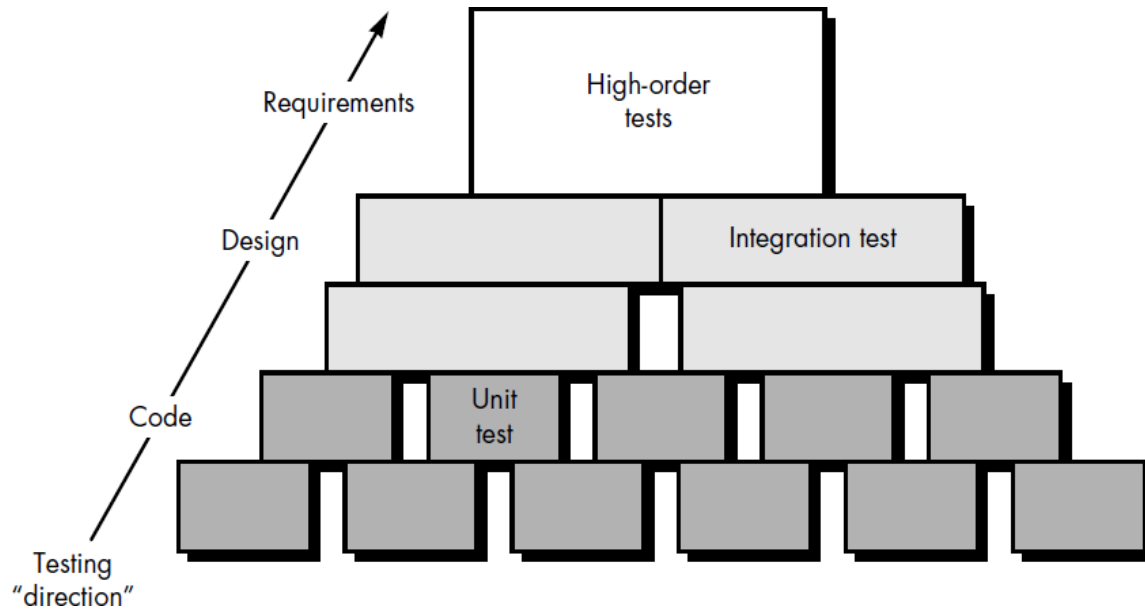 High-order
tests
Requirements
Design
Integration test
Unit
test
Code
Testing
“direction”